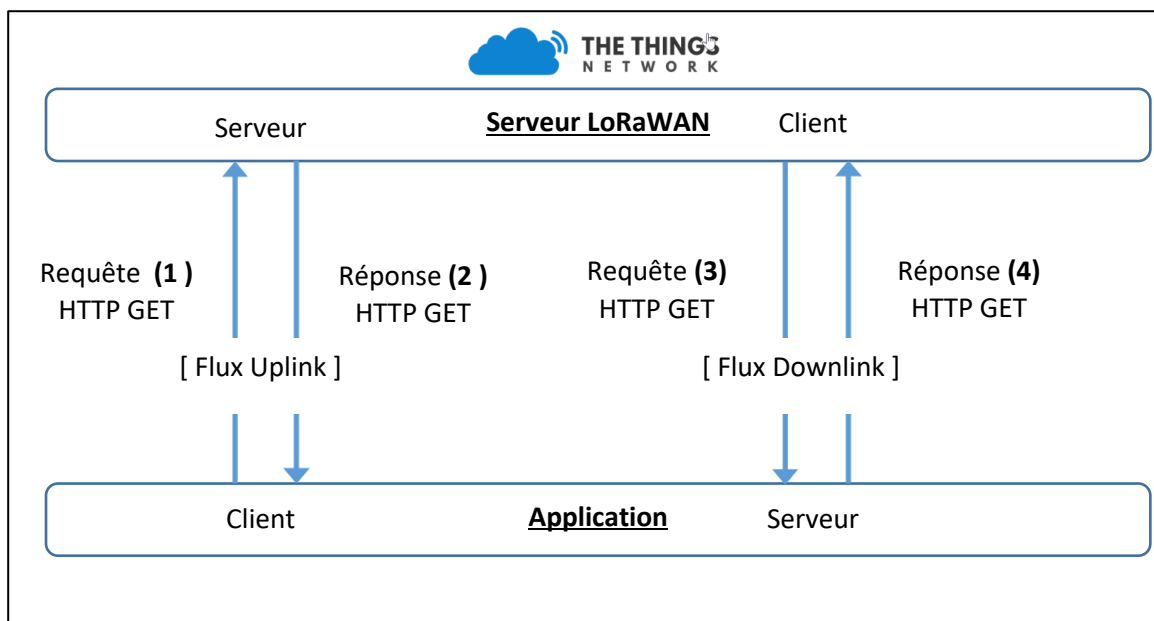 THE THINGS
NETWORK
Serveur
Serveur LoRaWAN
Client
Requête (1 )
HTTP GET
Réponse (2 )
HTTP GET
Requête (3)
HTTP GET
Réponse (4)
HTTP GET
[ Flux Uplink ]
[ Flux Downlink ]
Client
Application
Serveur